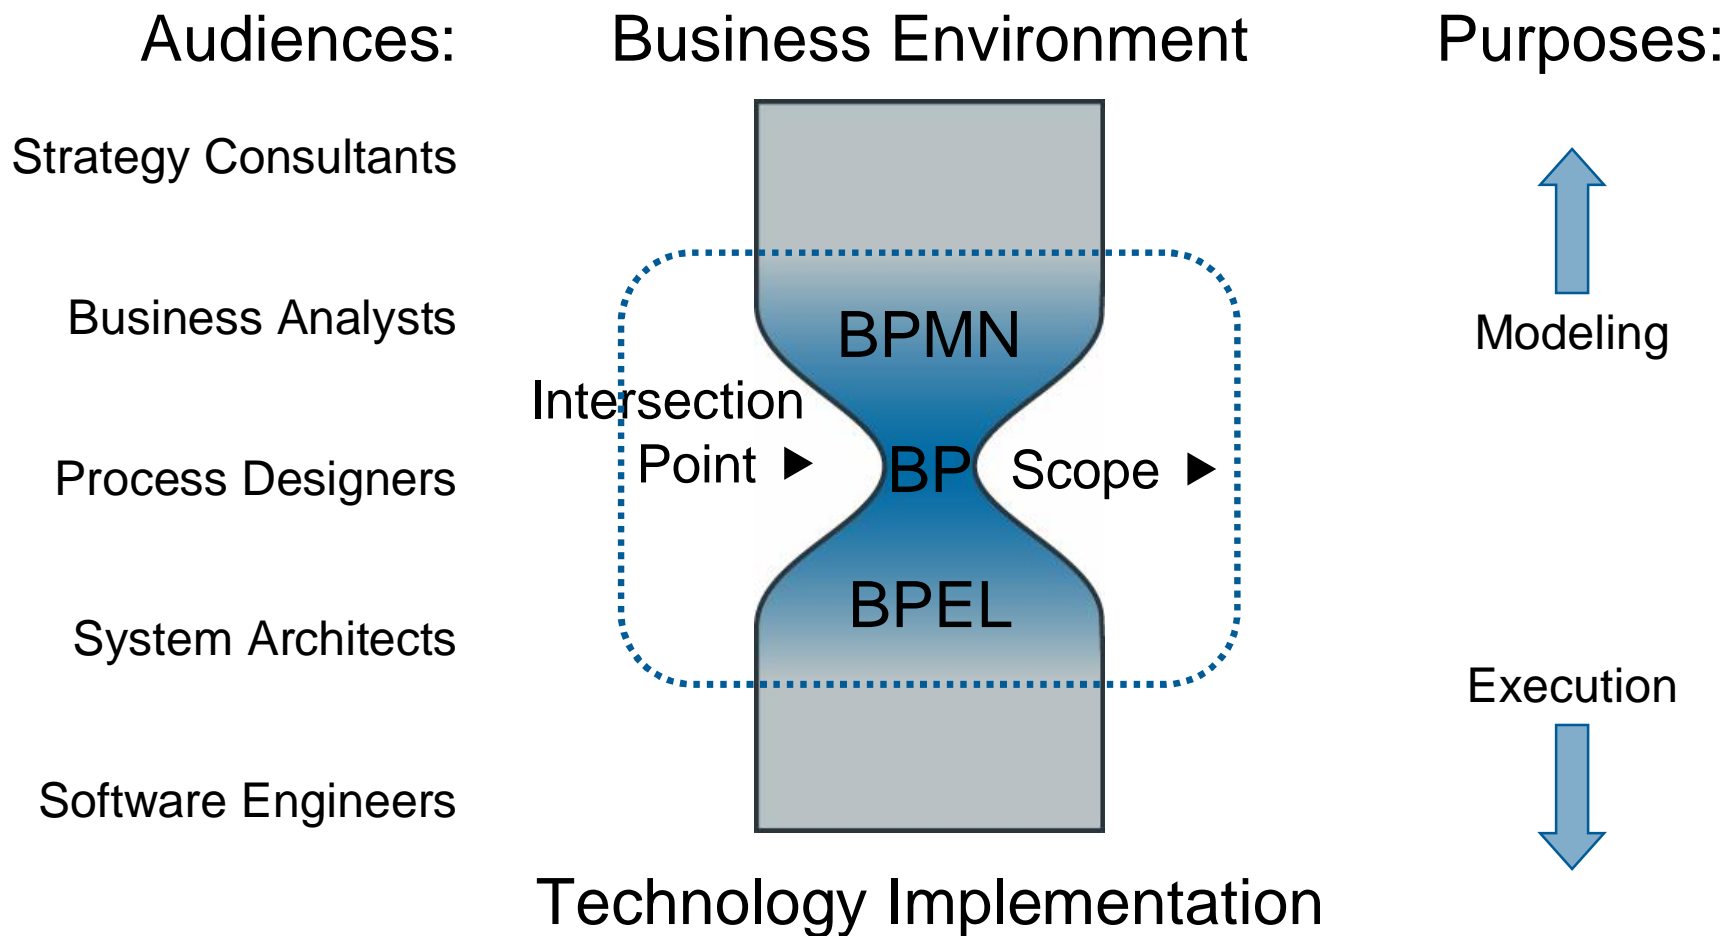 Audiences:
Business Environment
Purposes:
Strategy Consultants
Business Analysts
BPMN
Modeling
Intersection
Point
BP
Scope
Process Designers
BPEL
System Architects
Execution
Software Engineers
Technology Implementation